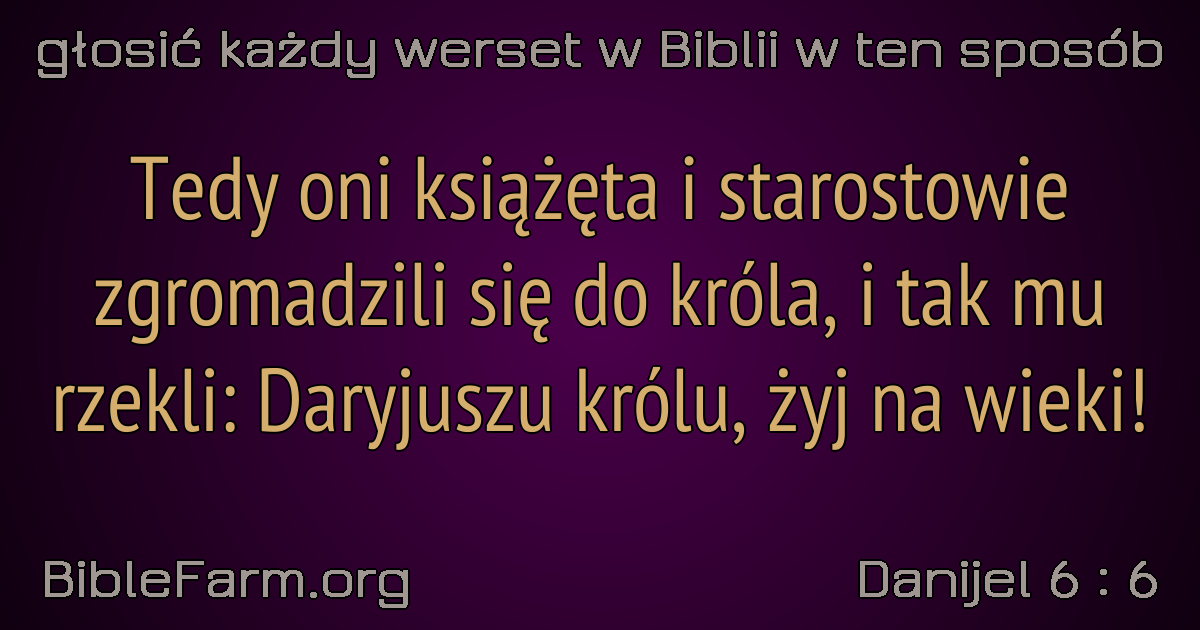 głosić każdy werset w Biblii w ten sposób
Tedy oni książęta i starostowie
zgromadzili się do króla, i tak mu
rzekli: Daryjuszu królu, żyj na wieki!
BibleFarm.org
Danijel 6 : 6